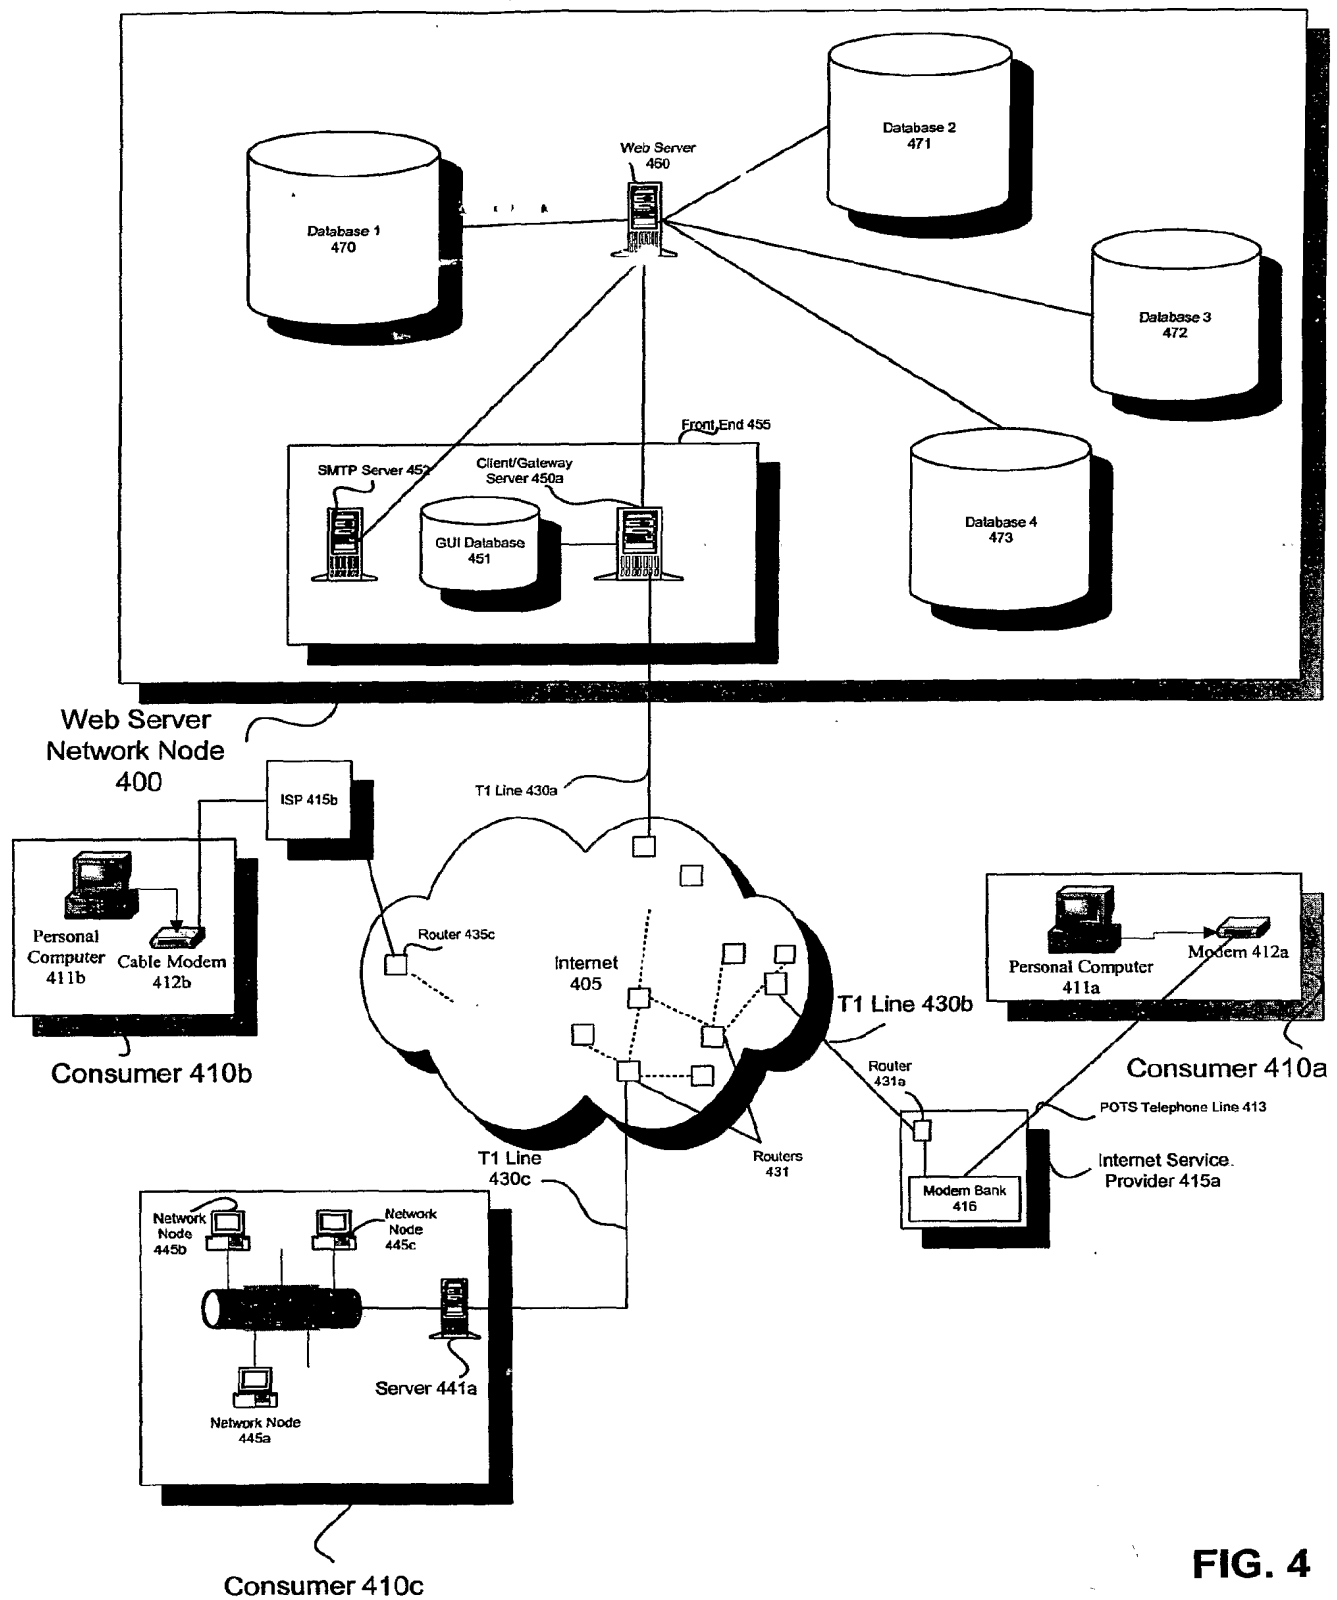 Database 2
471
Web Server
460
Database 1
470
Database 3
472
Front End 455
SMTP Server 452
Client/Gateway
Server 450a
Database 4
473
GUI Database
451
Web Server
Network Node
400
T1 Line 430a
ISP 415b
Personal
Computer
411b
Cable Modem
412b
Consumer 410b
Router 435c
Internet
405
T1 Line 430b
Personal Computer
411a
Modem 412a
Consumer 410a
Router
431a
POTS Telephone Line 413
Internet Service
Provider 415a
Modem Bank
416
Routers
431
T1 Line
430c
Network
Node
445b
Network
Node
445c
Server 441a
Network Node
445a
Consumer 410c
FIG. 4